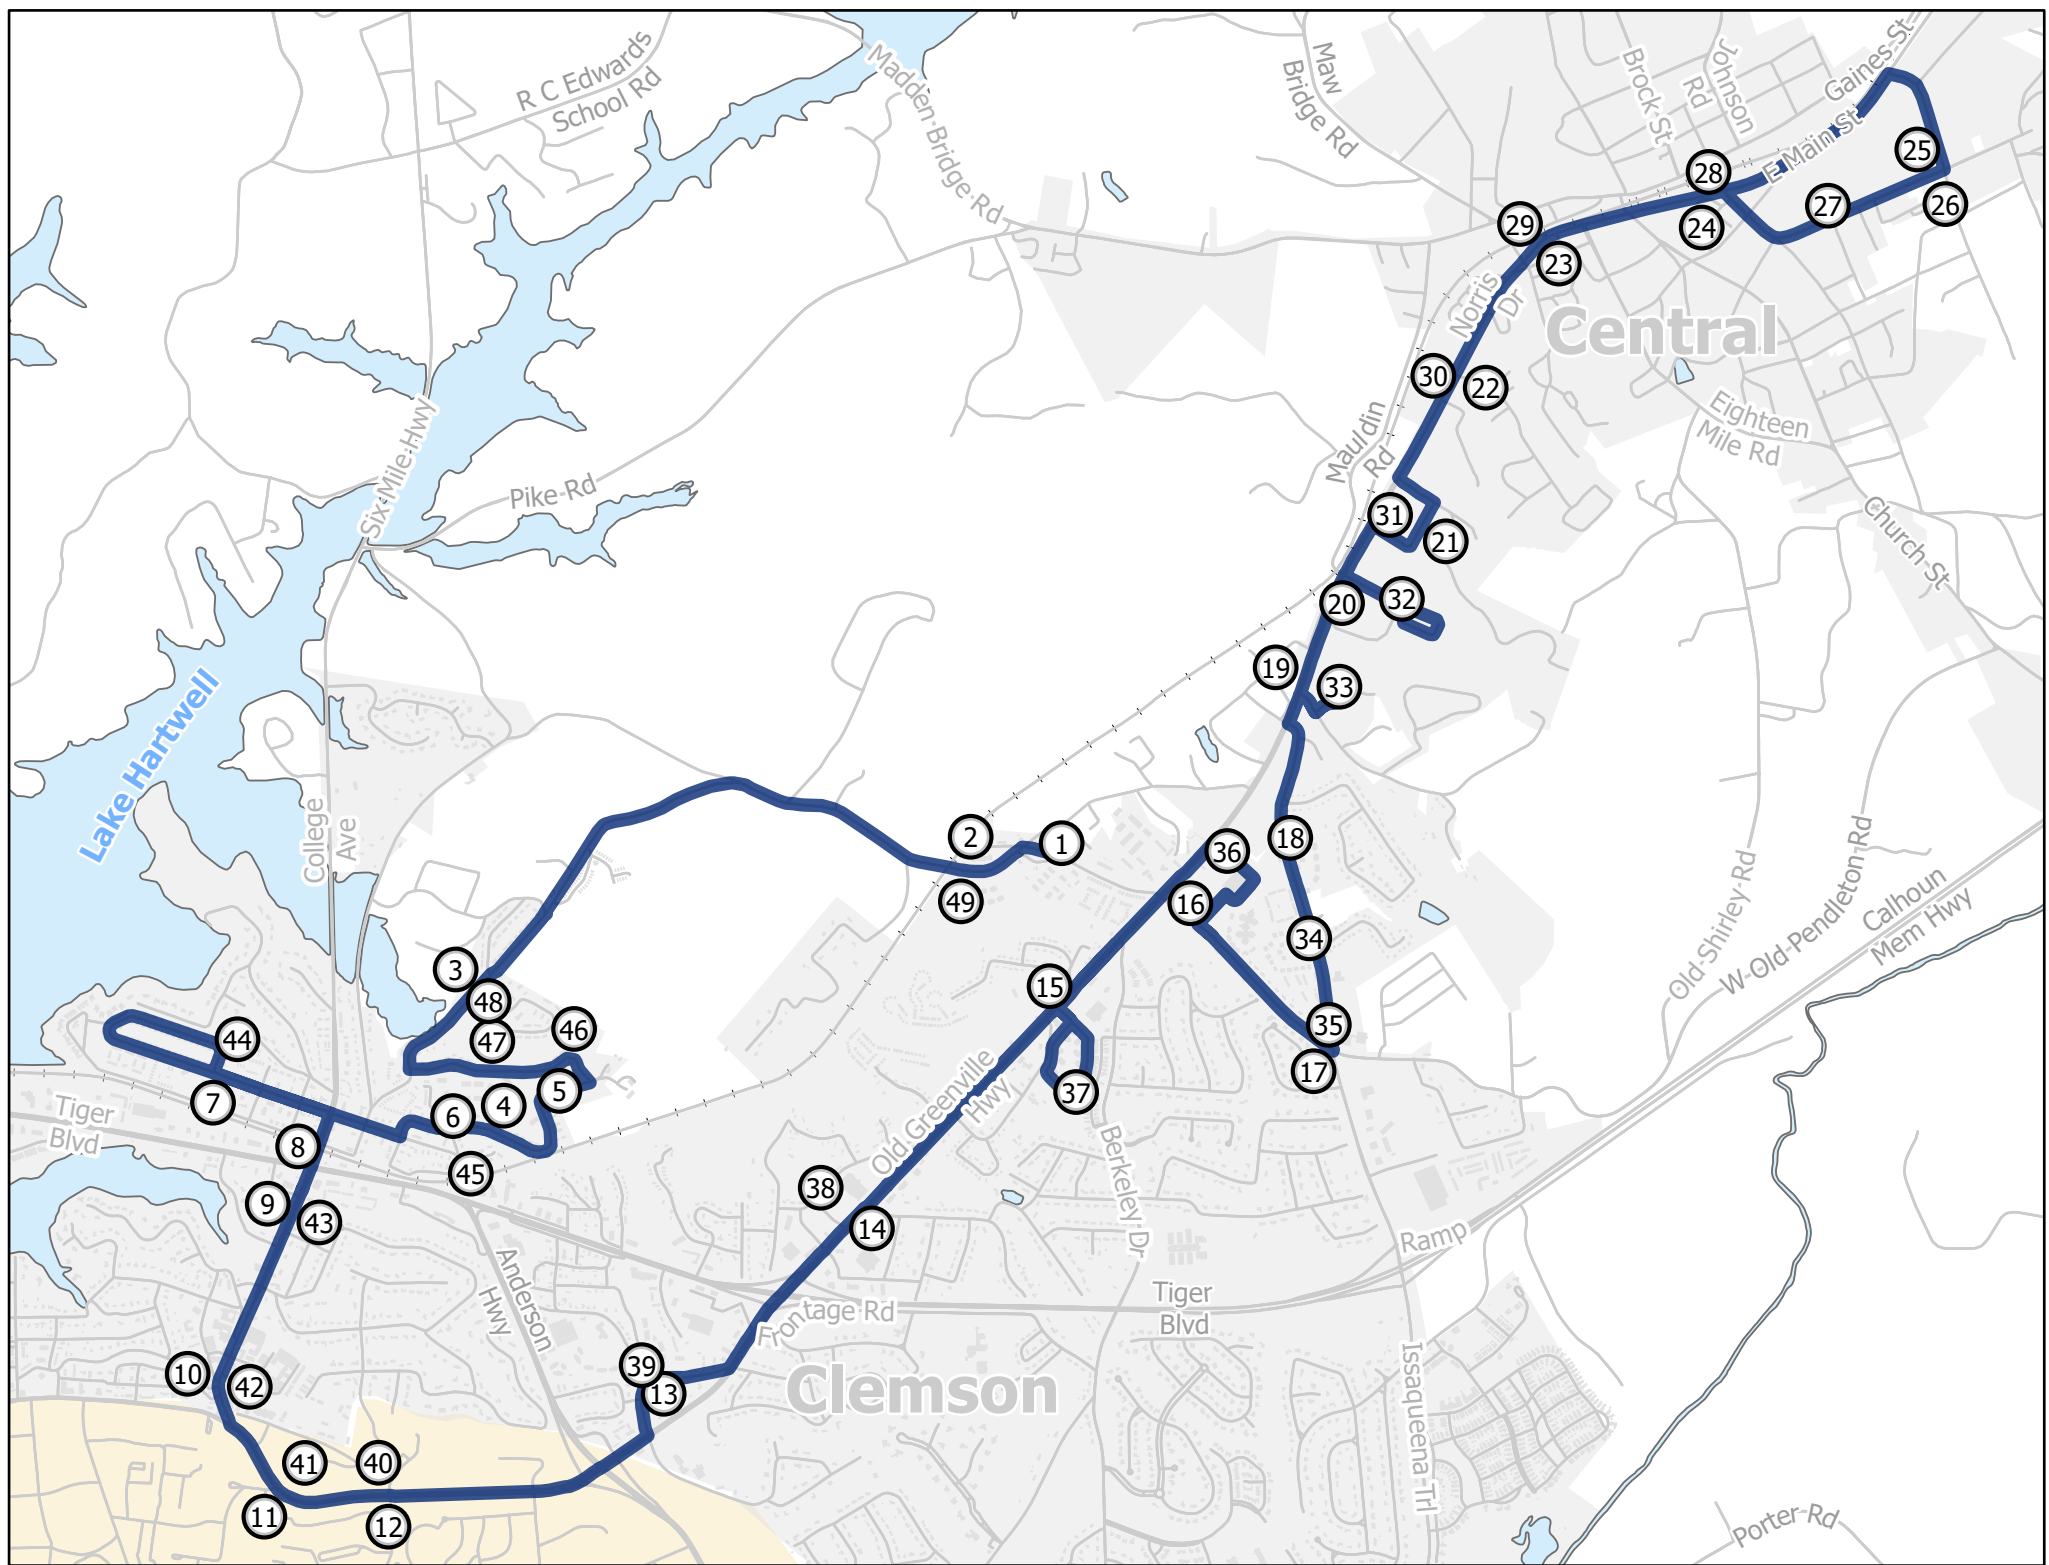 R C Edwards
School Rd
Madden Bridge Rd
Maw
Bridge Rd
Brock St
Johnson
Rd
Gaines St
E Main St
25
28
27
26
24
29
23
Norris
Dr
Central
30
22
Six Mile Hwy
Mauldin
Rd
Eighteen
Mile Rd
Pike Rd
31
21
Church St
20
32
19
33
Lake Hartwell
College
Ave
2
1
18
36
49
16
34
Old Shirley Rd
W Old Pendleton Rd
Calhoun
Mem Hwy
3
48
15
47
46
44
35
17
5
37
7
4
6
Tiger
Blvd
8
45
Old Greenville
Hwy
Berkeley Dr
38
9
43
14
Ramp
Anderson
Hwy
Tiger
Blvd
Frontage Rd
39
13
Clemson
10
42
Issaqueena Trl
41
40
11
12
Porter Rd